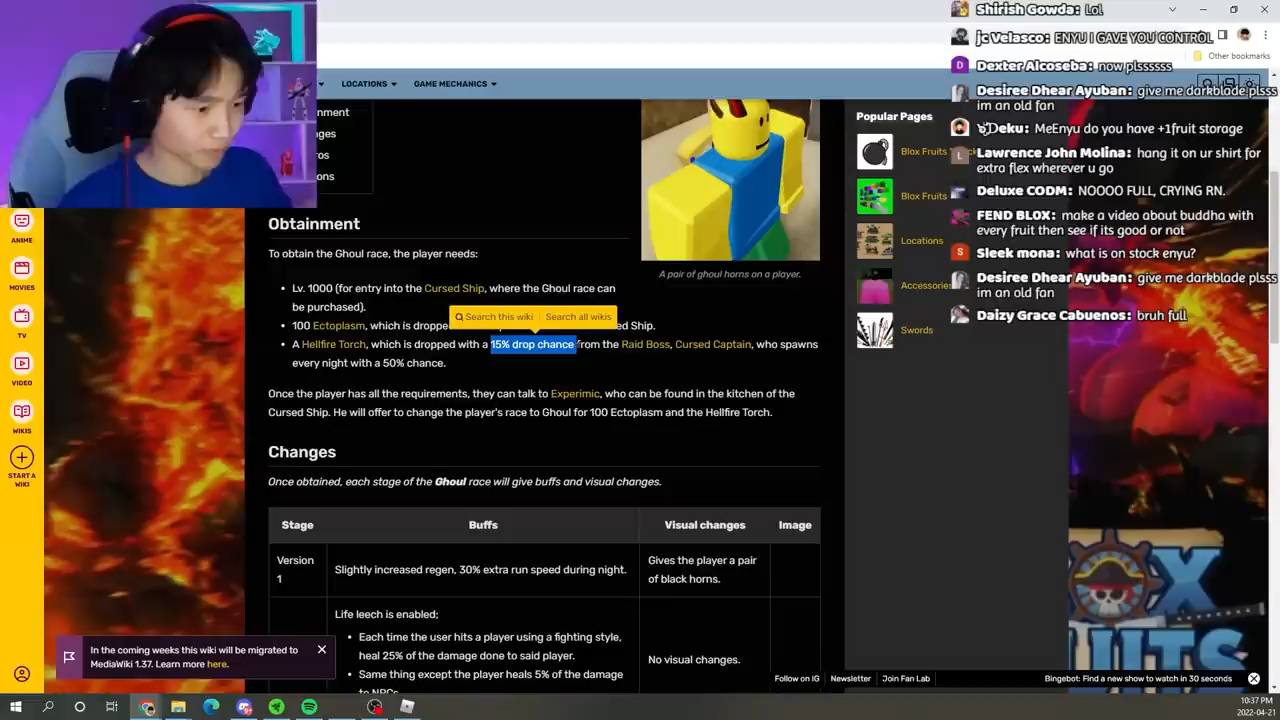 Shirish Gowda: Lol
jc Velasco: ENYU I GAVE YOU CONTROL
Dexter Alcoseba: now plssssss
Desiree Dhear Ayuban: give me darkblade plsss
im an old fan
Deku: MeEnyu do you have +1fruit storage
Lawrence John Molina: hang it on ur shirt for
extra flex wherever u go
Deluxe CODM: NOOOO FULL, CRYING RN.
FEND BLOX: make a video about buddha with
every fruit then see if its good or not
Sleek mona: what is on stock enyu?
Desiree Dhear Ayuban: give me darkblade plsss
im an old fan
Daizy Grace Cabuenos: bruh full
Other bookmarks
LOCATIONS
GAME MECHANICS
Popular Pages
Blox Fruits
Blox Fruits
Locations
Accessories
Swords
ANIME
MOVIES
TV
VIDEO
WIKIS
START A
WIKI
Obtainment
To obtain the Ghoul race, the player needs:
Lv. 1000 (for entry into the Cursed Ship, where the Ghoul race can
be purchased).
Search this wiki
Search all wikis
100 Ectoplasm, which is droppe ed Ship.
A Hellfire Torch, which is dropped with a 15% drop chance from the Raid Boss, Cursed Captain, who spawns
every night with a 50% chance.
A pair of ghoul horns on a player.
Once the player has all the requirements, they can talk to Experimic, who can be found in the kitchen of the
Cursed Ship. He will offer to change the player's race to Ghoul for 100 Ectoplasm and the Hellfire Torch.
Changes
Once obtained, each stage of the Ghoul race will give buffs and visual changes.
Stage Buffs Visual changes Image
Version
1
Slightly increased regen, 30% extra run speed during night.
Gives the player a pair
of black horns.
Life leech is enabled;
Each time the user hits a player using a fighting style,
heal 25% of the damage done to said player.
Same thing except the player heals 5% of the damage
to NPCs
No visual changes.
In the coming weeks this wiki will be migrated to
MediaWiki 1.37. Learn more here.
Follow on IG
Newsletter
Join Fan Lab
Bingebot: Find a new show to watch in 30 seconds
10:37 PM
2022-04-21